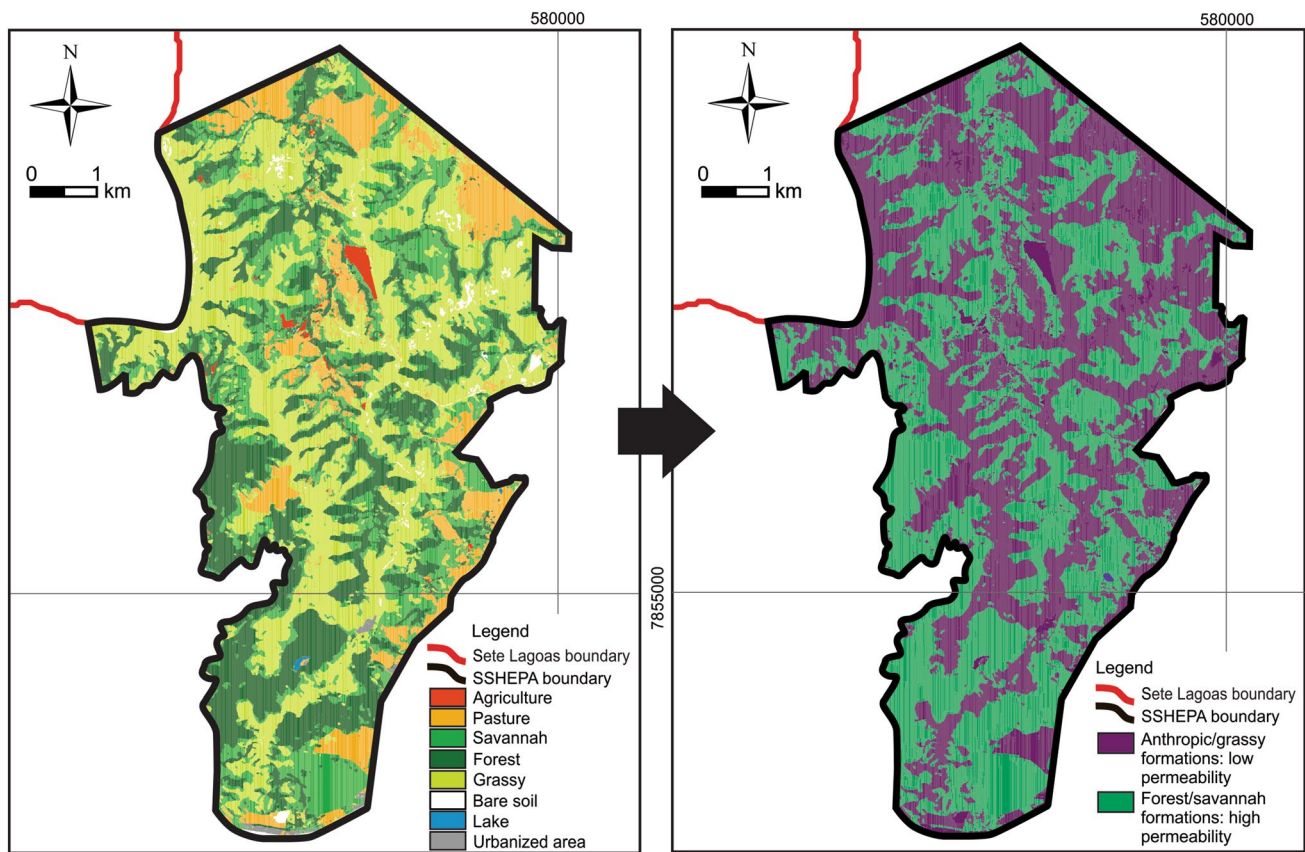 580000
N
0 1
km
Legend
Sete Lagoas boundary
SSHEPA boundary
Agriculture
Pasture
Savannah
Forest
Grassy
Bare soil
Lake
Urbanized area
7855000
580000
N
0 1
km
Legend
Sete Lagoas boundary
SSHEPA boundary
Anthropic/grassy
formations: low
permeability
Forest/savannah
formations: high
permeability